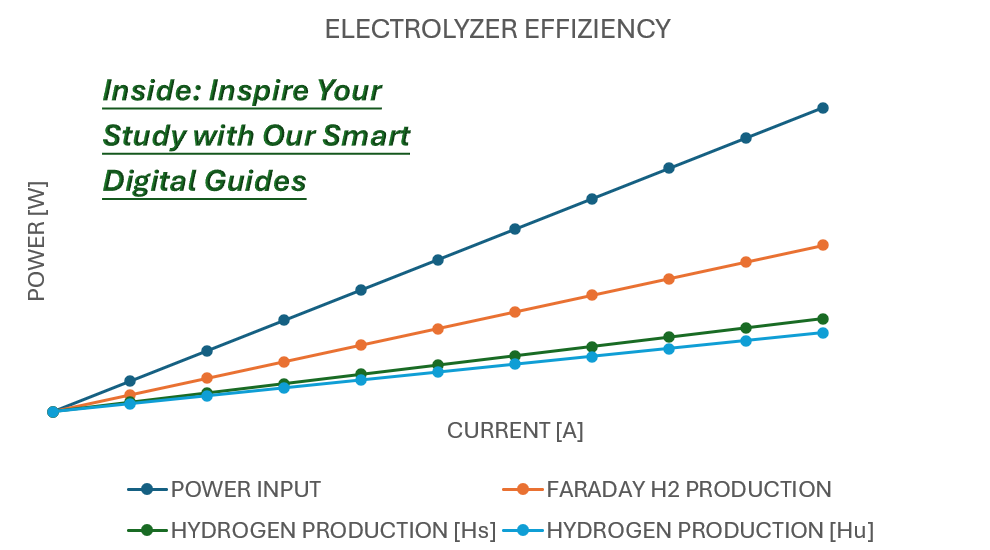 ELECTROLYZER EFFIZIENCY
Inside: Inspire Your
Study with Our Smart
Digital Guides
POWER [W]
CURRENT [A]
POWER INPUT
FARADAY H2 PRODUCTION
HYDROGEN PRODUCTION [Hs]
HYDROGEN PRODUCTION [Hu]